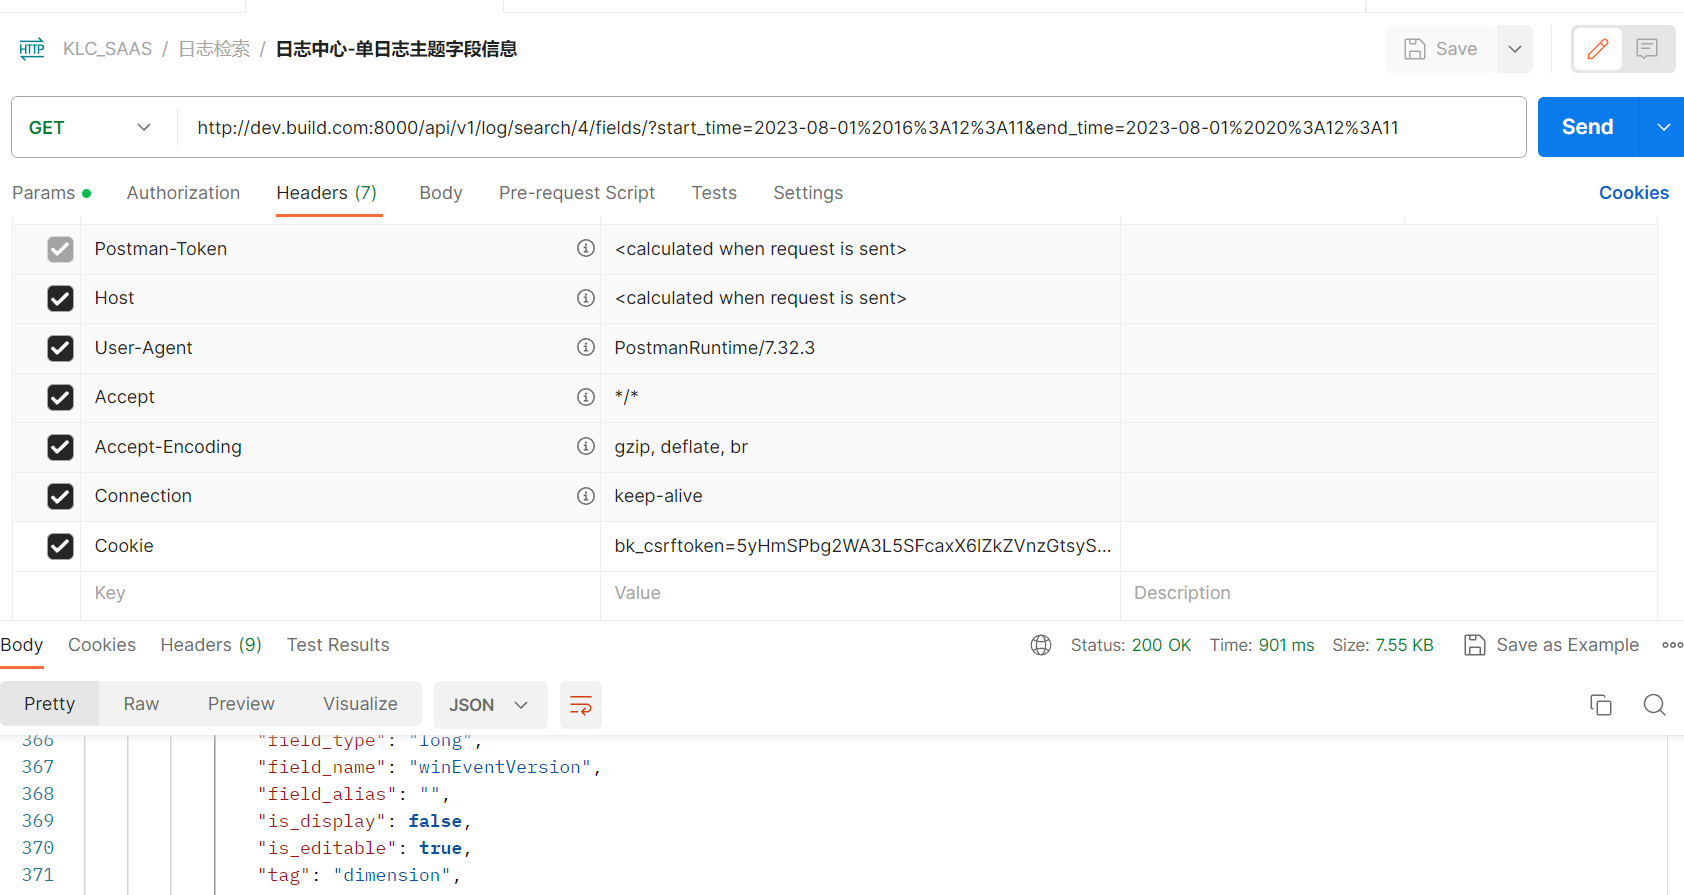 HTTP KLC_SAAS / 日志检索 / 日志中心-单日志主题字段信息 Save
GET http://dev.build.com:8000/api/v1/log/search/4/fields/?start_time=2023-08-01%2016%3A12%3A11&end_time=2023-08-01%2020%3A12%3A11 Send
Params Authorization Headers (7) Body Pre-request Script Tests Settings Cookies
Postman-Token <calculated when request is sent>
Host <calculated when request is sent>
User-Agent PostmanRuntime/7.32.3
Accept */*
Accept-Encoding gzip, deflate, br
Connection keep-alive
Cookie bk_csrftoken=5yHmSPbg2WA3L5SFcaxX6lZkZVnzGtsyS...
Key Value Description
Body Cookies Headers (9) Test Results Status: 200 OK Time: 901 ms Size: 7.55 KB Save as Example
Pretty Raw Preview Visualize JSON
366 "field_type": "long",
367 "field_name": "winEventVersion",
368 "field_alias": "",
369 "is_display": false,
370 "is_editable": true,
371 "tag": "dimension",